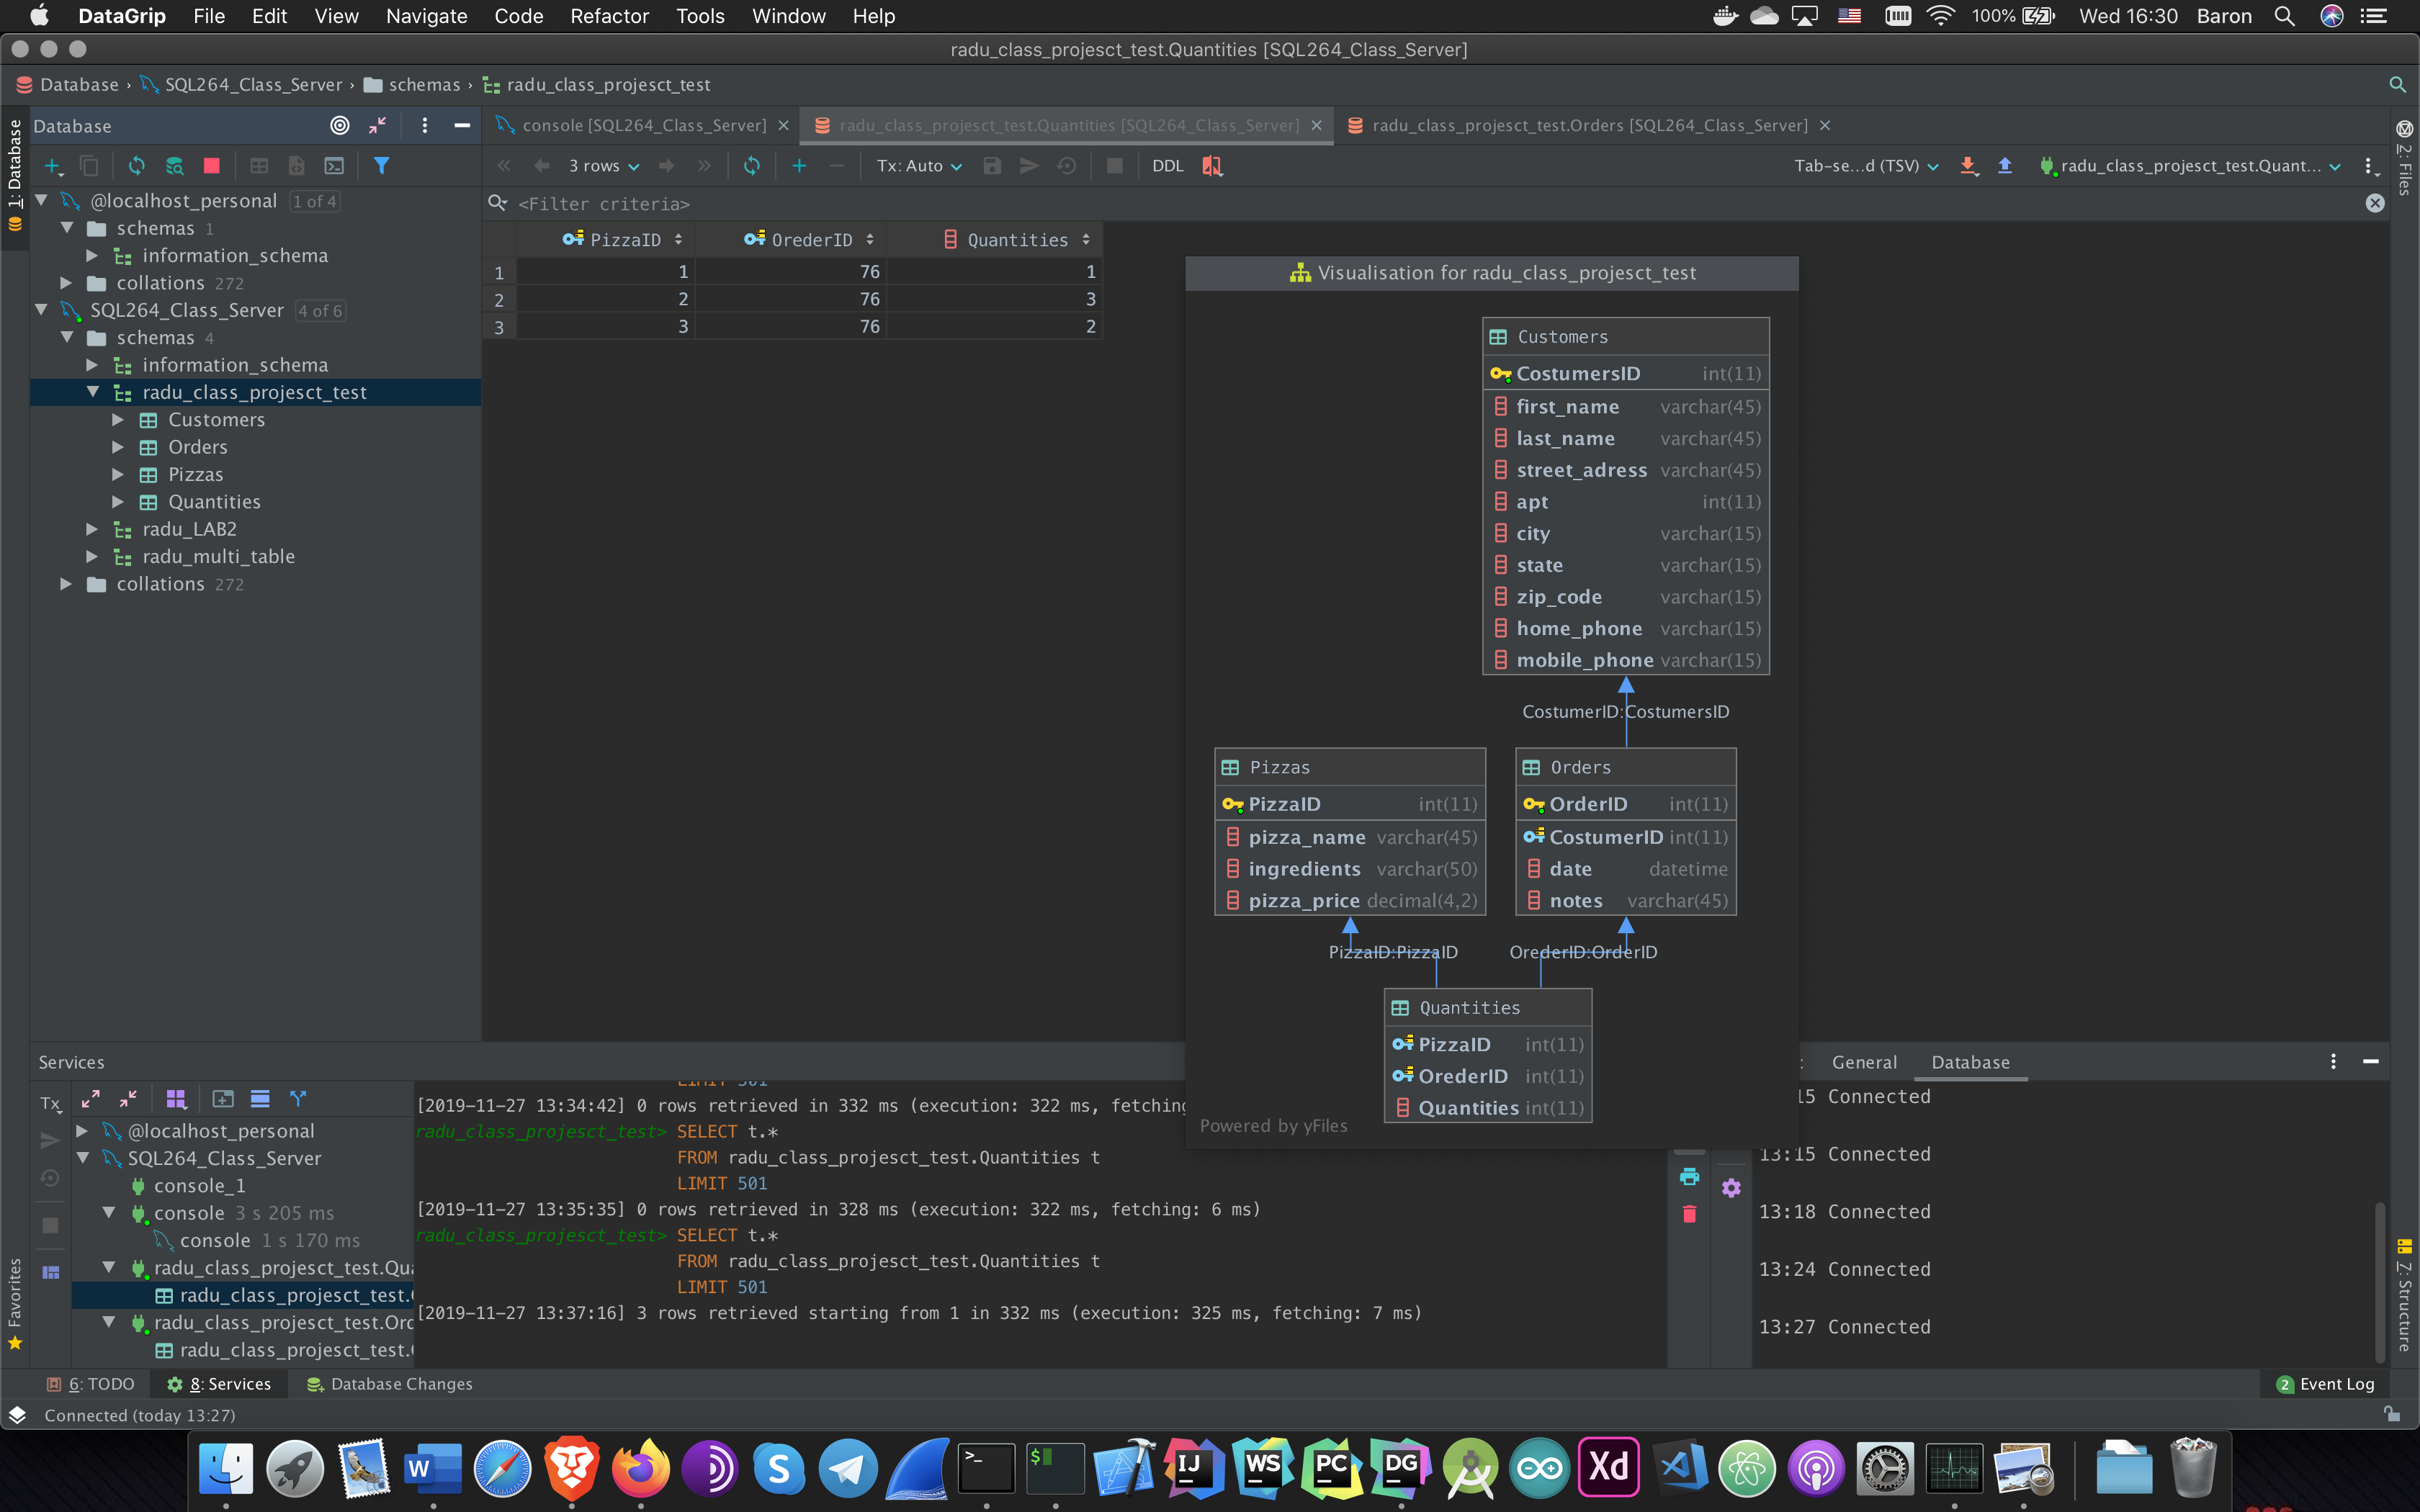 DataGrip File Edit View Navigate Code Refactor Tools Window Help 100% Wed 16:30 Baron
radu_class_projesct_test.Quantities [SQL264_Class_Server]
Database › SQL264_Class_Server › schemas › radu_class_projesct_test
1: Database
Database
console [SQL264_Class_Server]
radu_class_projesct_test.Quantities [SQL264_Class_Server]
radu_class_projesct_test.Orders [SQL264_Class_Server]
3 rows Tx: Auto DDL Tab-se...d (TSV) radu_class_projesct_test.Quant...
<Filter criteria>
2: Files
@localhost_personal 1 of 4
schemas 1
information_schema
collations 272
SQL264_Class_Server 4 of 6
schemas 4
information_schema
radu_class_projesct_test
Customers
Orders
Pizzas
Quantities
radu_LAB2
radu_multi_table
collations 272
PizzaID OrederID Quantities
1 1 76 1
2 2 76 3
3 3 76 2
Visualisation for radu_class_projesct_test
Customers
CostumersID int(11)
first_name varchar(45)
last_name varchar(45)
street_adress varchar(45)
apt int(11)
city varchar(15)
state varchar(15)
zip_code varchar(15)
home_phone varchar(15)
mobile_phone varchar(15)
CostumerID:CostumersID
Pizzas
PizzaID int(11)
pizza_name varchar(45)
ingredients varchar(50)
pizza_price decimal(4,2)
Orders
OrderID int(11)
CostumerID int(11)
date datetime
notes varchar(45)
PizzaID:PizzaID
OrederID:OrderID
Quantities
PizzaID int(11)
OrederID int(11)
Quantities int(11)
Powered by yFiles
Services
Tx
@localhost_personal
SQL264_Class_Server
console_1
console 3 s 205 ms
console 1 s 170 ms
radu_class_projesct_test.Qua
radu_class_projesct_test.
radu_class_projesct_test.Ord
radu_class_projesct_test.
LIMIT 501
[2019-11-27 13:34:42] 0 rows retrieved in 332 ms (execution: 322 ms, fetching
radu_class_projesct_test> SELECT t.*
FROM radu_class_projesct_test.Quantities t
LIMIT 501
[2019-11-27 13:35:35] 0 rows retrieved in 328 ms (execution: 322 ms, fetching: 6 ms)
radu_class_projesct_test> SELECT t.*
FROM radu_class_projesct_test.Quantities t
LIMIT 501
[2019-11-27 13:37:16] 3 rows retrieved starting from 1 in 332 ms (execution: 325 ms, fetching: 7 ms)
: General Database
15 Connected
13:15 Connected
13:18 Connected
13:24 Connected
13:27 Connected
Favorites
Z: Structure
6: TODO 8: Services Database Changes 2 Event Log
Connected (today 13:27)
W S >_ $ IJ WS PC DG Xd